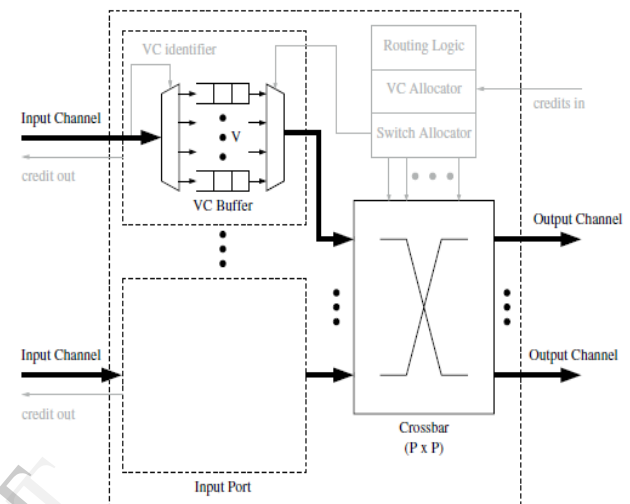 VC identifier
Routing Logic
VC Allocator
Switch Allocator
credits in
Input Channel
credit out
V
VC Buffer
Output Channel
Input Channel
credit out
Output Channel
Crossbar
(P x P)
Input Port